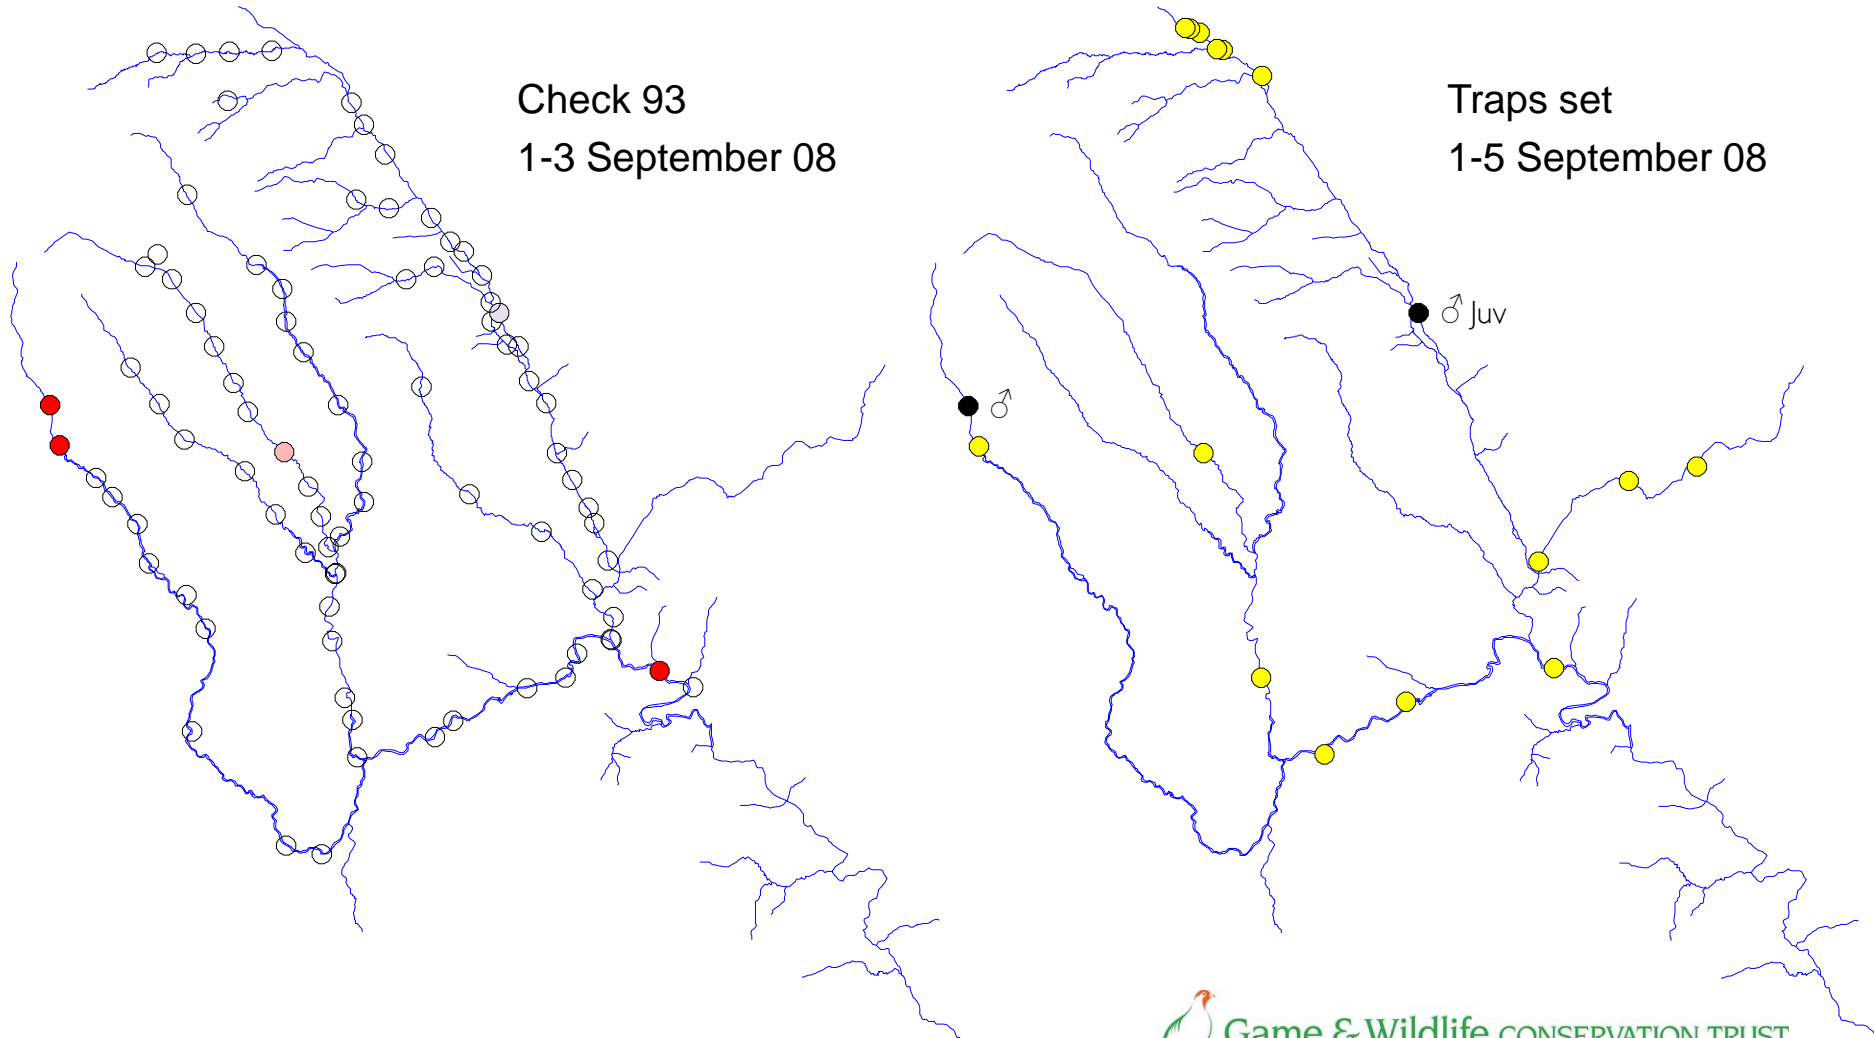 Check 93
1-3 September 08
Traps set
1-5 September 08
♂ Juv
♂
Game & Wildlife CONSERVATION TRUST